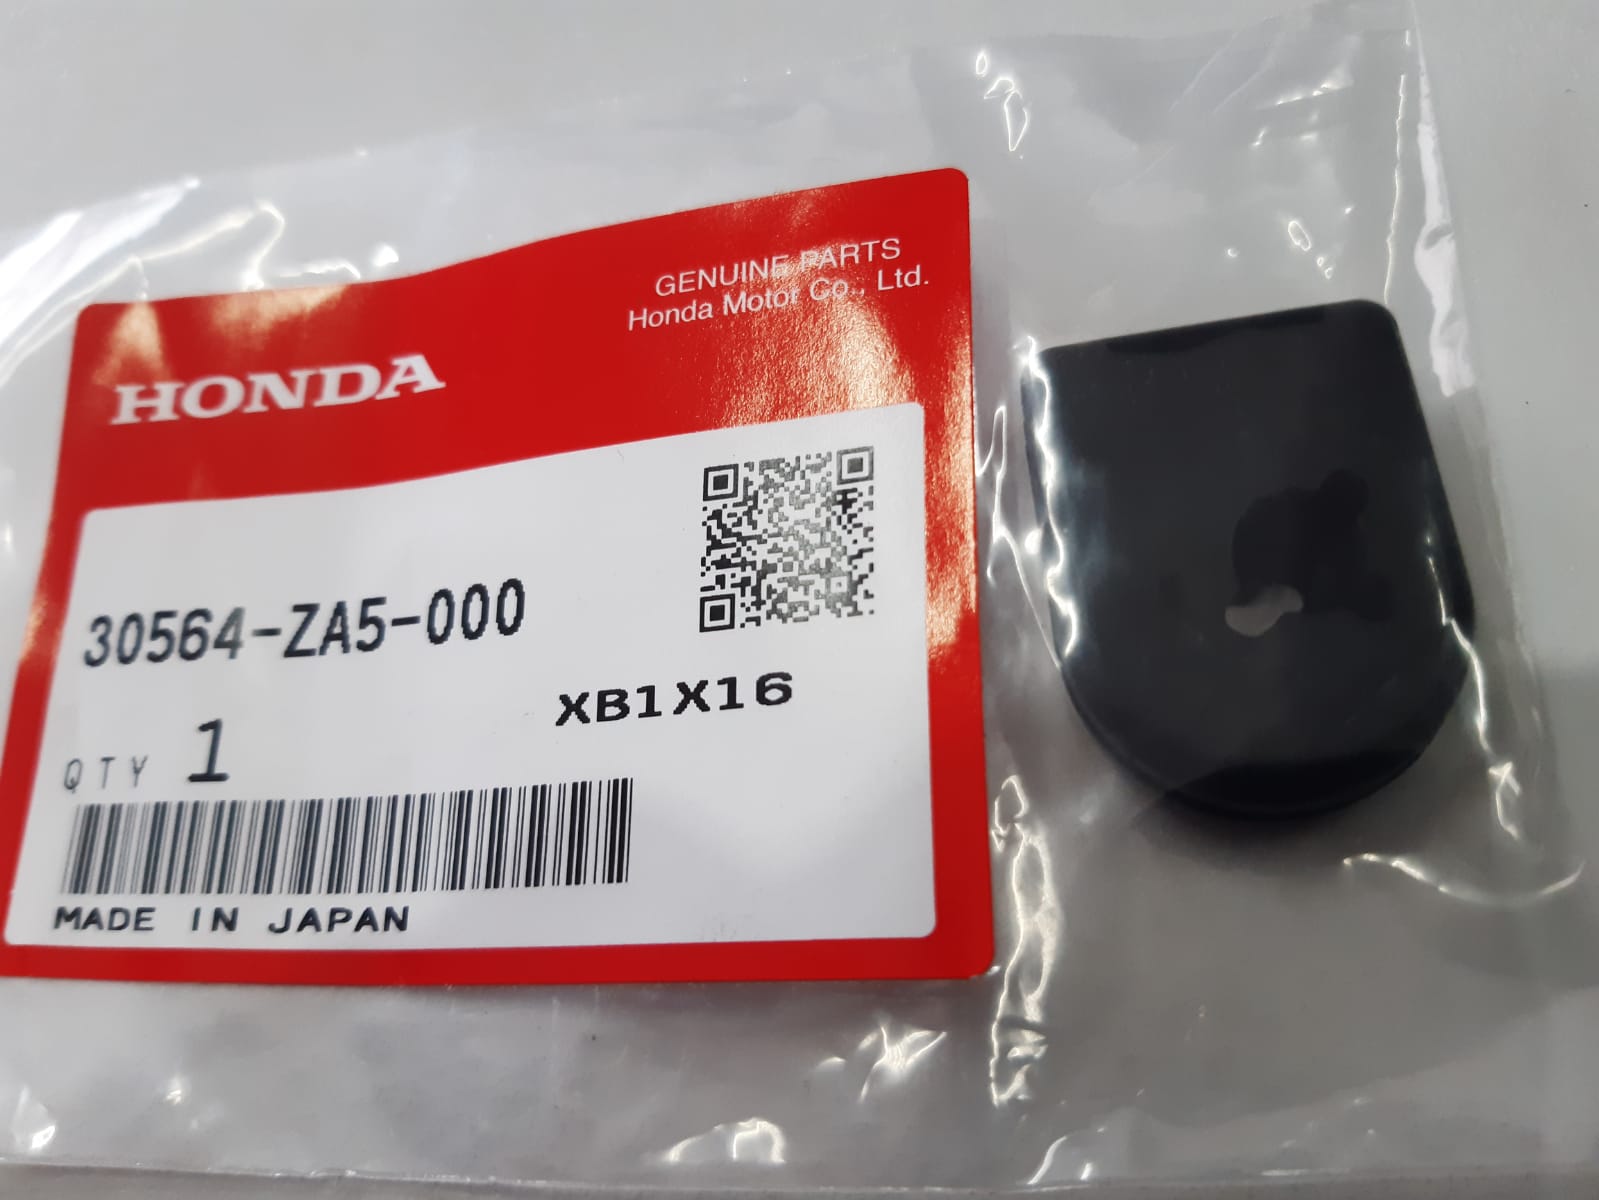 GENUINE PARTS
Honda Motor Co., Ltd.
HONDA
30564-ZA5-000
XB1X16
QTY 1
MADE IN JAPAN